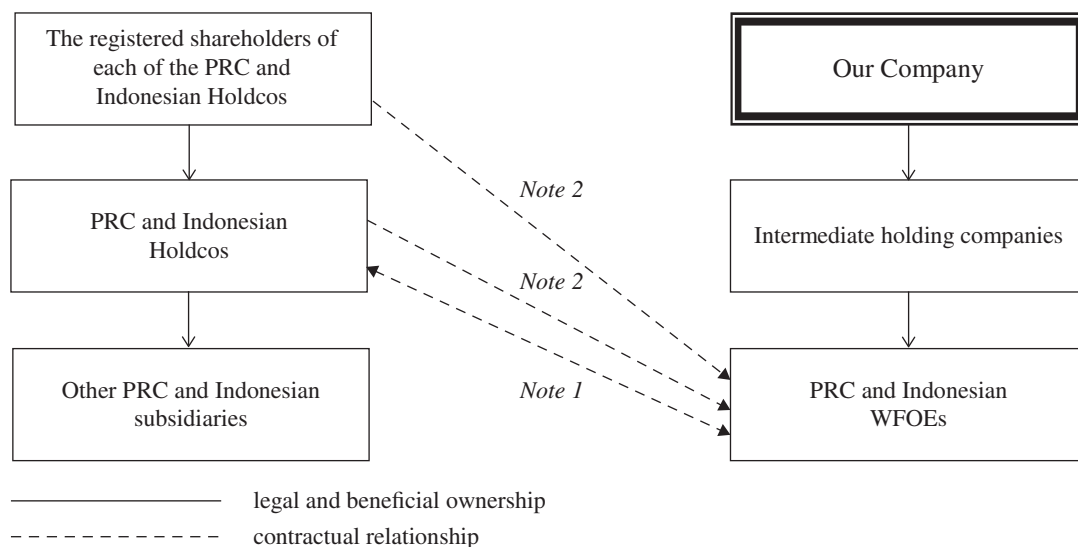 The registered shareholders of
each of the PRC and
Indonesian Holdcos
Our Company
Note 2
PRC and Indonesian
Holdcos
Intermediate holding companies
Note 2
Note 1
Other PRC and Indonesian
subsidiaries
PRC and Indonesian
WFOEs
legal and beneficial ownership
contractual relationship